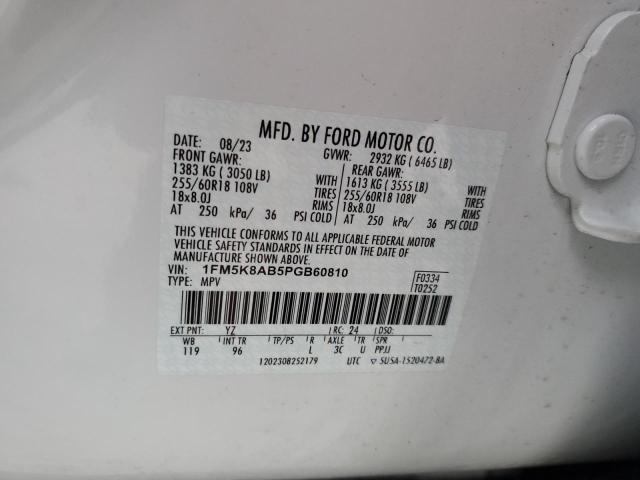 MFD. BY FORD MOTOR CO.
DATE: 08/23 GVWR: 2932 KG ( 6465 LB)
FRONT GAWR: REAR GAWR:
1383 KG ( 3050 LB) WITH 1613 KG ( 3555 LB) WITH
255/60R18 108V TIRES 255/60R18 108V TIRES
18x8.0J RIMS 18x8.0J RIMS
AT 250 kPa/ 36 PSI COLD AT 250 kPa/ 36 PSI COLD
THIS VEHICLE CONFORMS TO ALL APPLICABLE FEDERAL MOTOR
VEHICLE SAFETY STANDARDS IN EFFECT ON THE DATE OF
MANUFACTURE SHOWN ABOVE.
VIN: 1FM5K8AB5PGB60810 F0334
TYPE: MPV T0252
EXT PNT: YZ RC: 24 DSO:
WB INT TR TP/PS R AXLE TR SPR
119 96 L 3C U PPJJ
1202308252179 UTC ▽ SU5A-1520472-BA